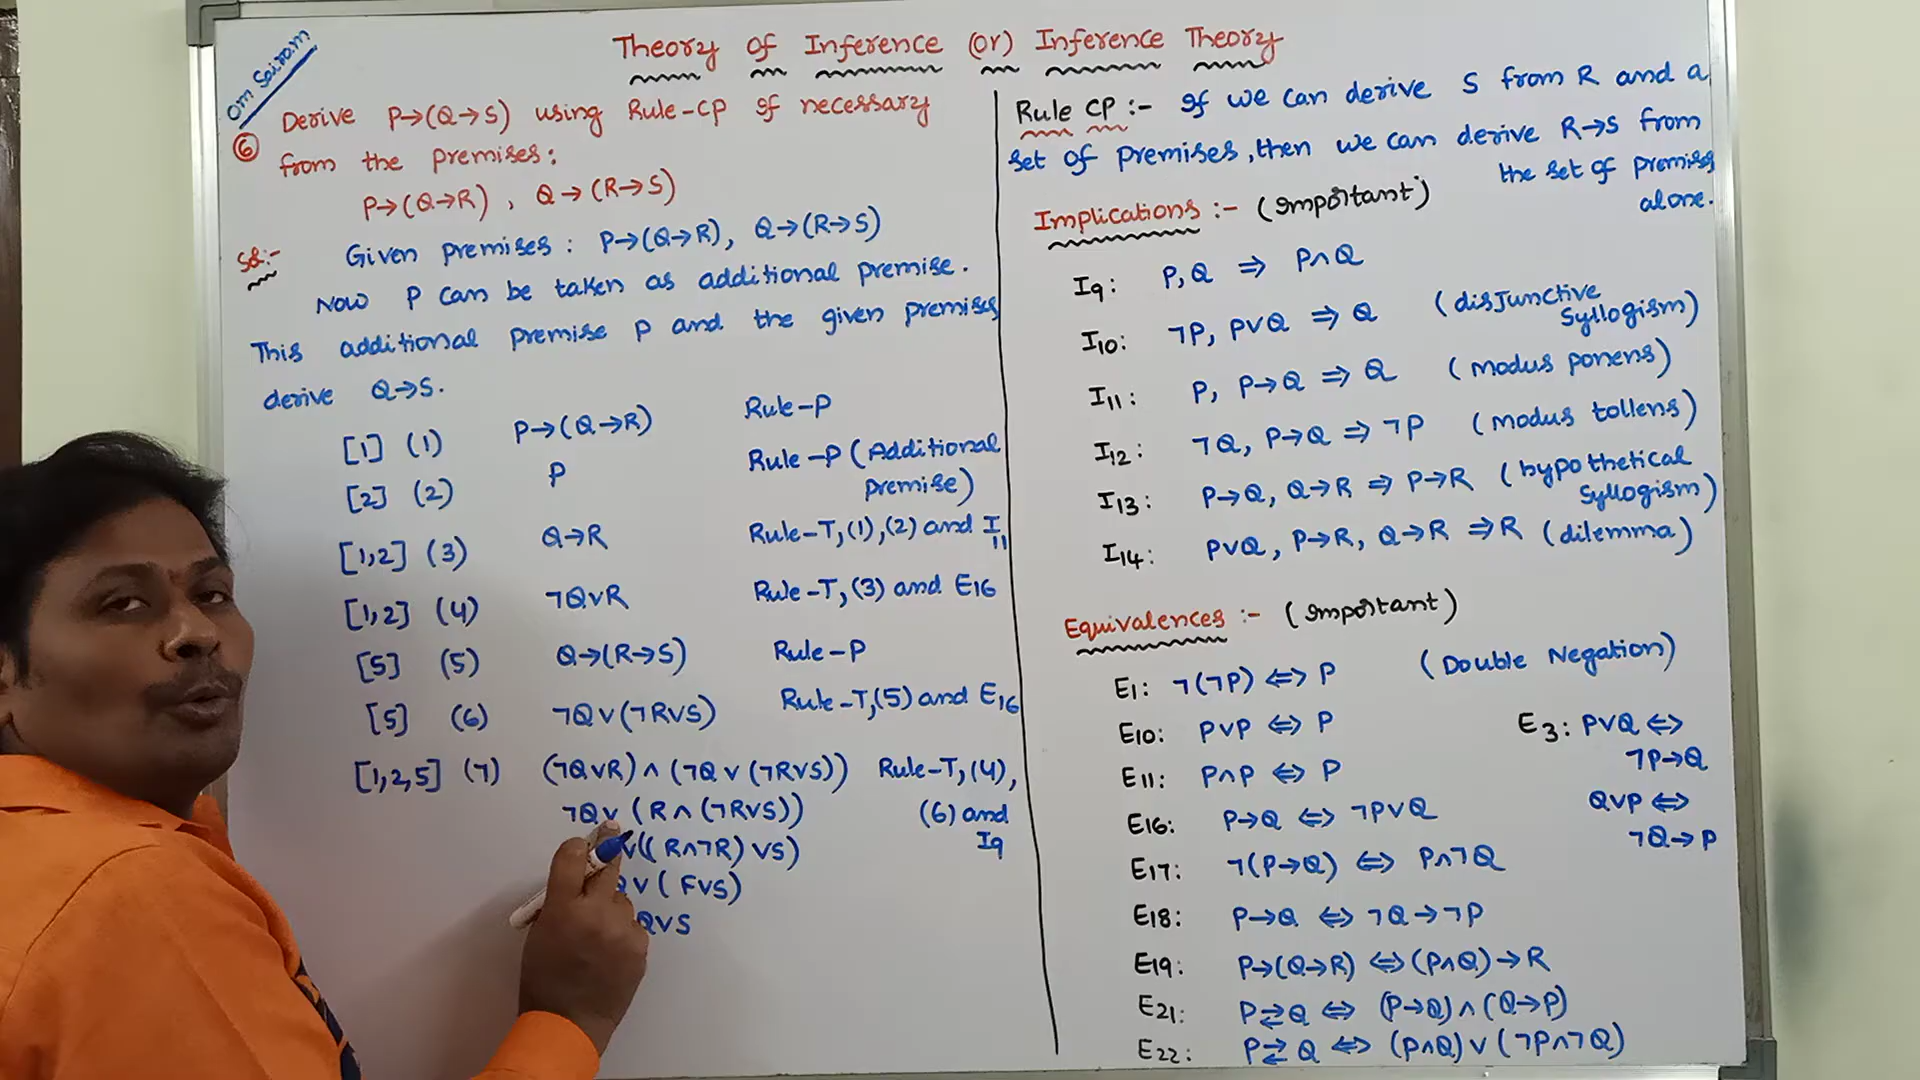 Om Sairam
Theory of Inference (or) Inference Theory
⑥ Derive P→(Q→S) using Rule-CP if necessary
from the premises:
P→(Q→R), Q→(R→S)
Sol:- Given premises: P→(Q→R), Q→(R→S)
Now P can be taken as additional premise.
This additional premise P and the given premises
derive Q→S.
[1] (1) P→(Q→R) Rule-P
[2] (2) P Rule-P (Additional
Premise)
[1,2] (3) Q→R Rule-T,(1),(2) and I11
[1,2] (4) ¬Q∨R Rule-T,(3) and E16
[5] (5) Q→(R→S) Rule-P
[5] (6) ¬Q∨(¬R∨S) Rule-T,(5) and E16
[1,2,5] (7) (¬Q∨R)∧(¬Q∨(¬R∨S)) Rule-T,(4),
¬Q∨(R∧(¬R∨S)) (6) and
∨((R∧¬R)∨S) I9
Q∨(F∨S)
Q∨S
Rule CP:- If we can derive S from R and a
set of premises, then we can derive R→S from
the set of premises
alone.
Implications:- (Important)
I9: P,Q ⇒ P∧Q
I10: ¬P, P∨Q ⇒ Q (disjunctive
syllogism)
I11: P, P→Q ⇒ Q (modus ponens)
I12: ¬Q, P→Q ⇒ ¬P (modus tollens)
I13: P→Q, Q→R ⇒ P→R (hypothetical
syllogism)
I14: P∨Q, P→R, Q→R ⇒ R (dilemma)
Equivalences:- (Important)
E1: ¬(¬P) ⇔ P (Double Negation)
E10: P∨P ⇔ P
E11: P∧P ⇔ P
E16: P→Q ⇔ ¬P∨Q
E17: ¬(P→Q) ⇔ P∧¬Q
E18: P→Q ⇔ ¬Q→¬P
E19: P→(Q→R) ⇔ (P∧Q)→R
E21: P⇄Q ⇔ (P→Q)∧(Q→P)
E22: P⇄Q ⇔ (P∧Q)∨(¬P∧¬Q)
E3: P∨Q ⇔
¬P→Q
Q∨P ⇔
¬Q→P